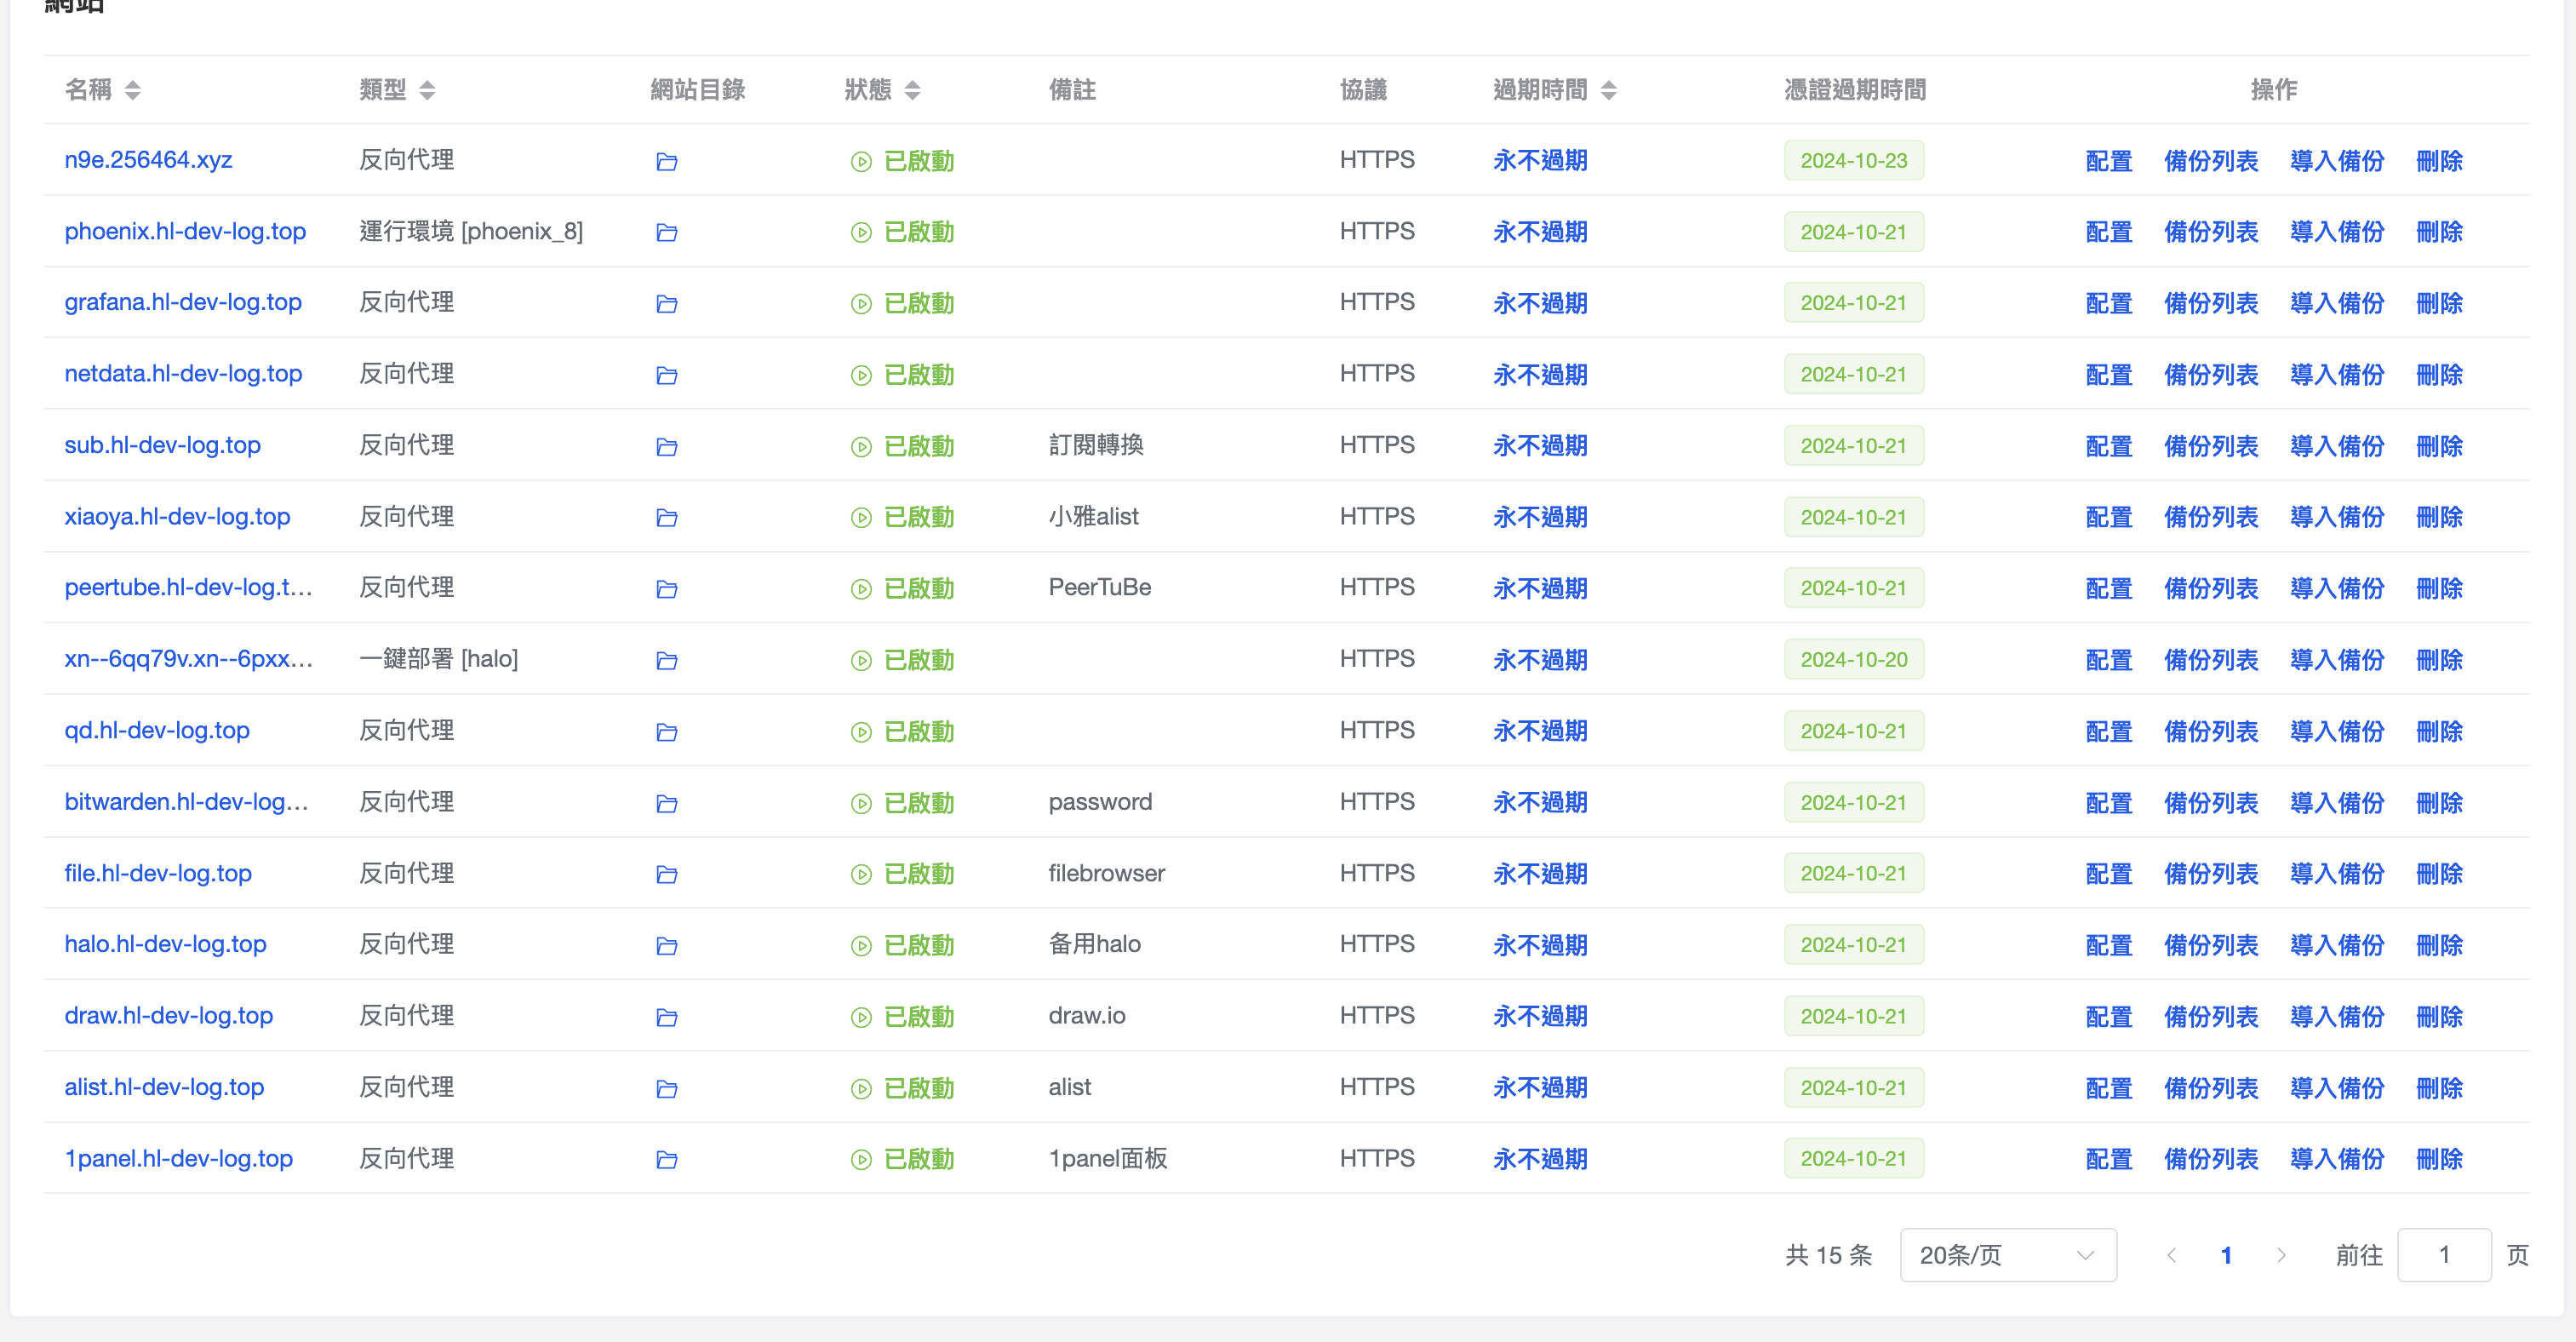 網站
名稱 類型 網站目錄 狀態 備註 協議 過期時間 憑證過期時間 操作
n9e.256464.xyz 反向代理 已啟動 HTTPS 永不過期 2024-10-23 配置 備份列表 導入備份 刪除
phoenix.hl-dev-log.top 運行環境 [phoenix_8] 已啟動 HTTPS 永不過期 2024-10-21 配置 備份列表 導入備份 刪除
grafana.hl-dev-log.top 反向代理 已啟動 HTTPS 永不過期 2024-10-21 配置 備份列表 導入備份 刪除
netdata.hl-dev-log.top 反向代理 已啟動 HTTPS 永不過期 2024-10-21 配置 備份列表 導入備份 刪除
sub.hl-dev-log.top 反向代理 已啟動 訂閱轉換 HTTPS 永不過期 2024-10-21 配置 備份列表 導入備份 刪除
xiaoya.hl-dev-log.top 反向代理 已啟動 小雅alist HTTPS 永不過期 2024-10-21 配置 備份列表 導入備份 刪除
peertube.hl-dev-log.t... 反向代理 已啟動 PeerTuBe HTTPS 永不過期 2024-10-21 配置 備份列表 導入備份 刪除
xn--6qq79v.xn--6pxx... 一鍵部署 [halo] 已啟動 HTTPS 永不過期 2024-10-20 配置 備份列表 導入備份 刪除
qd.hl-dev-log.top 反向代理 已啟動 HTTPS 永不過期 2024-10-21 配置 備份列表 導入備份 刪除
bitwarden.hl-dev-log... 反向代理 已啟動 password HTTPS 永不過期 2024-10-21 配置 備份列表 導入備份 刪除
file.hl-dev-log.top 反向代理 已啟動 filebrowser HTTPS 永不過期 2024-10-21 配置 備份列表 導入備份 刪除
halo.hl-dev-log.top 反向代理 已啟動 备用halo HTTPS 永不過期 2024-10-21 配置 備份列表 導入備份 刪除
draw.hl-dev-log.top 反向代理 已啟動 draw.io HTTPS 永不過期 2024-10-21 配置 備份列表 導入備份 刪除
alist.hl-dev-log.top 反向代理 已啟動 alist HTTPS 永不過期 2024-10-21 配置 備份列表 導入備份 刪除
1panel.hl-dev-log.top 反向代理 已啟動 1panel面板 HTTPS 永不過期 2024-10-21 配置 備份列表 導入備份 刪除
共 15 条 20条/页 1 前往 1 页